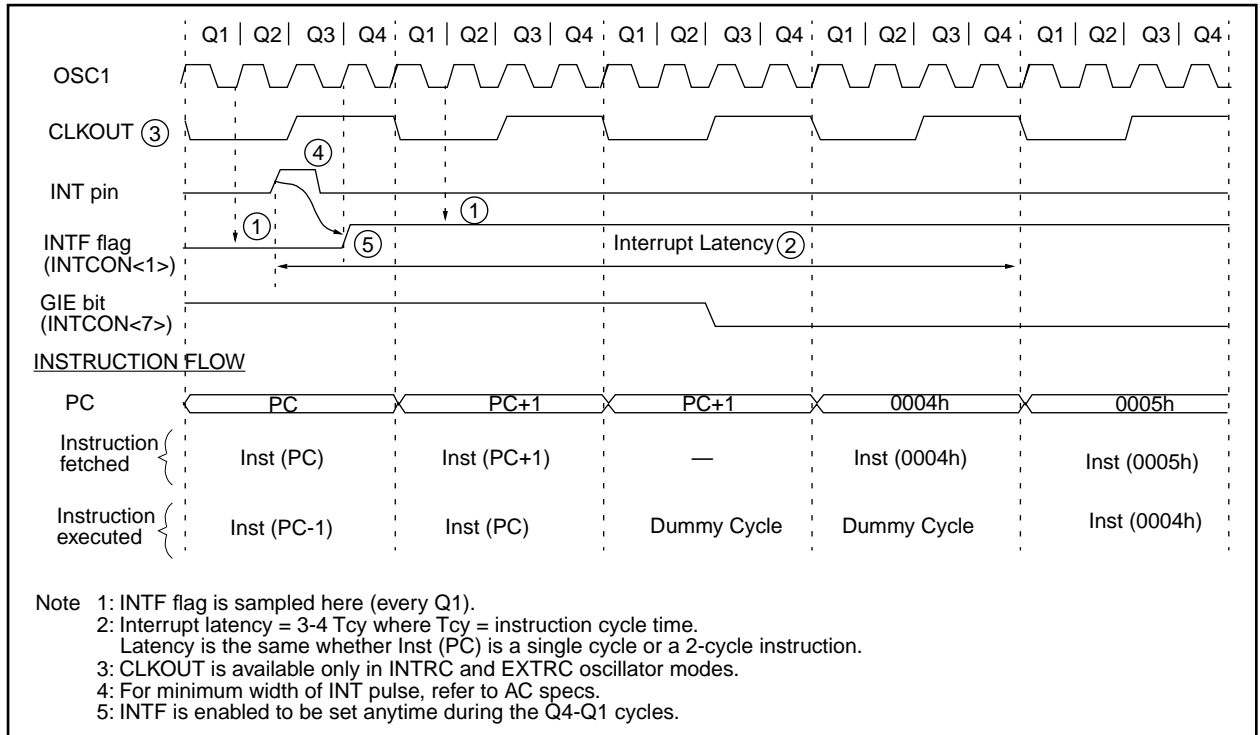 Q1 Q2 Q3 Q4 Q1 Q2 Q3 Q4 Q1 Q2 Q3 Q4 Q1 Q2 Q3 Q4 Q1 Q2 Q3 Q4
OSC1
CLKOUT 3
4
INT pin
1 1
INTF flag
(INTCON<1>)
5
Interrupt Latency 2
GIE bit
(INTCON<7>)
INSTRUCTION FLOW
PC PC PC+1 PC+1 0004h 0005h
Instruction
fetched
Inst (PC) Inst (PC+1) — Inst (0004h) Inst (0005h)
Instruction
executed
Inst (PC-1) Inst (PC) Dummy Cycle Dummy Cycle Inst (0004h)
Note 1: INTF flag is sampled here (every Q1).
2: Interrupt latency = 3-4 Tcy where Tcy = instruction cycle time.
Latency is the same whether Inst (PC) is a single cycle or a 2-cycle instruction.
3: CLKOUT is available only in INTRC and EXTRC oscillator modes.
4: For minimum width of INT pulse, refer to AC specs.
5: INTF is enabled to be set anytime during the Q4-Q1 cycles.